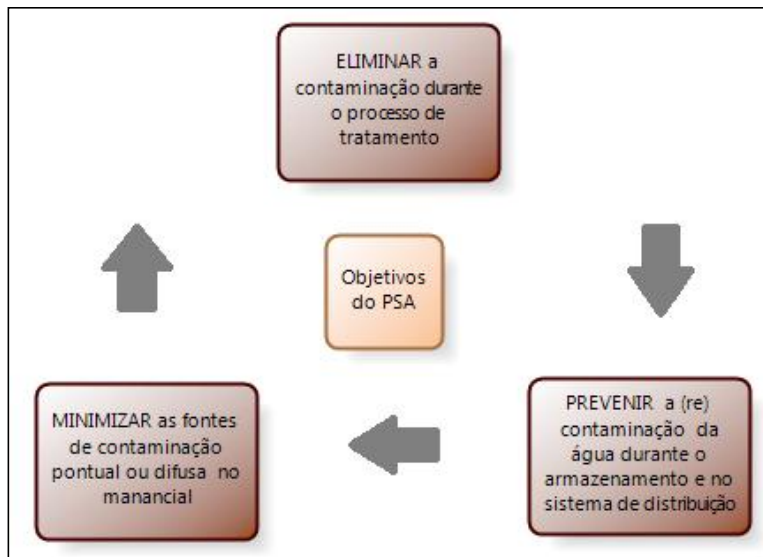 ELIMINAR a
contaminação durante
o processo de
tratamento
Objetivos
do PSA
MINIMIZAR as fontes
de contaminação
pontual ou difusa no
manancial
PREVENIR a (re)
contaminação da
água durante o
armazenamento e no
sistema de distribuição